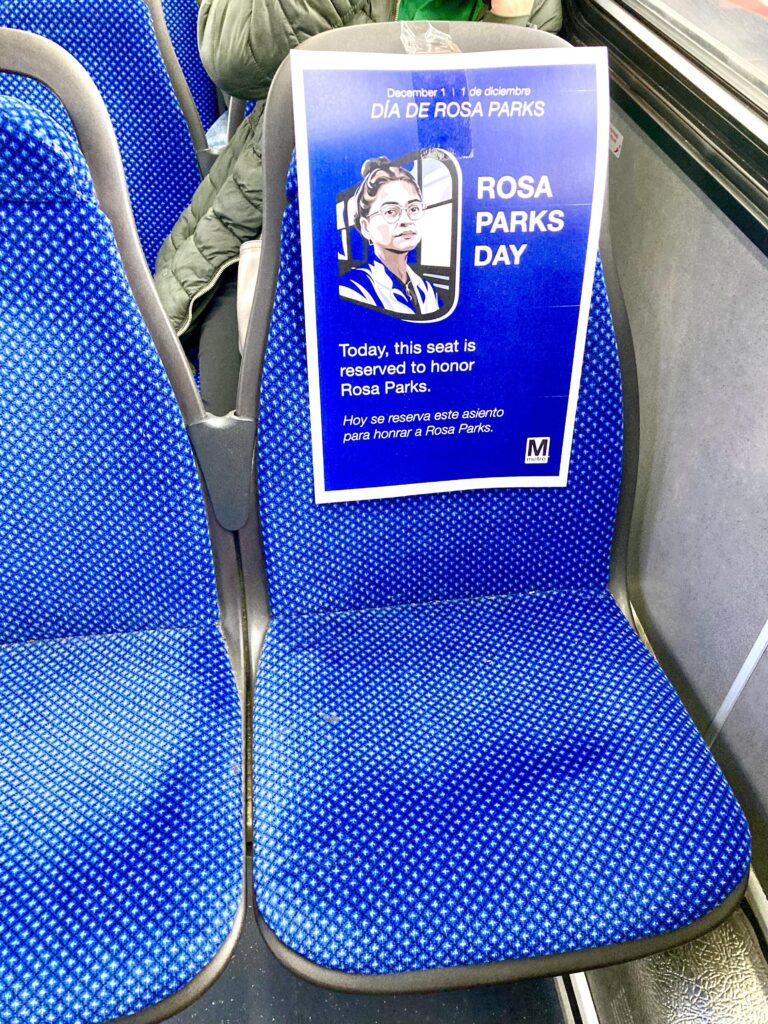 December 1 | 1 de diciembre
DÍA DE ROSA PARKS
ROSA
PARKS
DAY
Today, this seat is
reserved to honor
Rosa Parks.
Hoy se reserva este asiento
para honrar a Rosa Parks.
M
metro